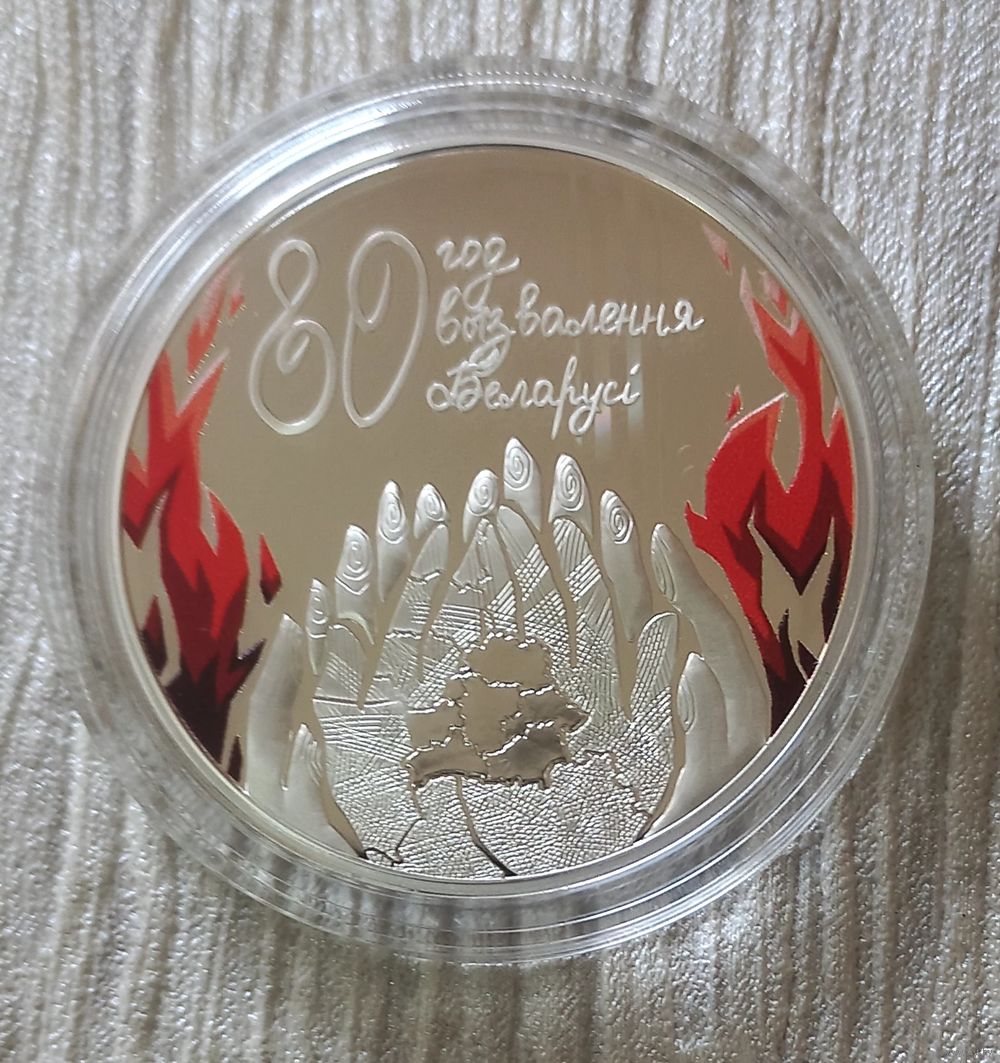 80 год
вызвалення
Беларусі